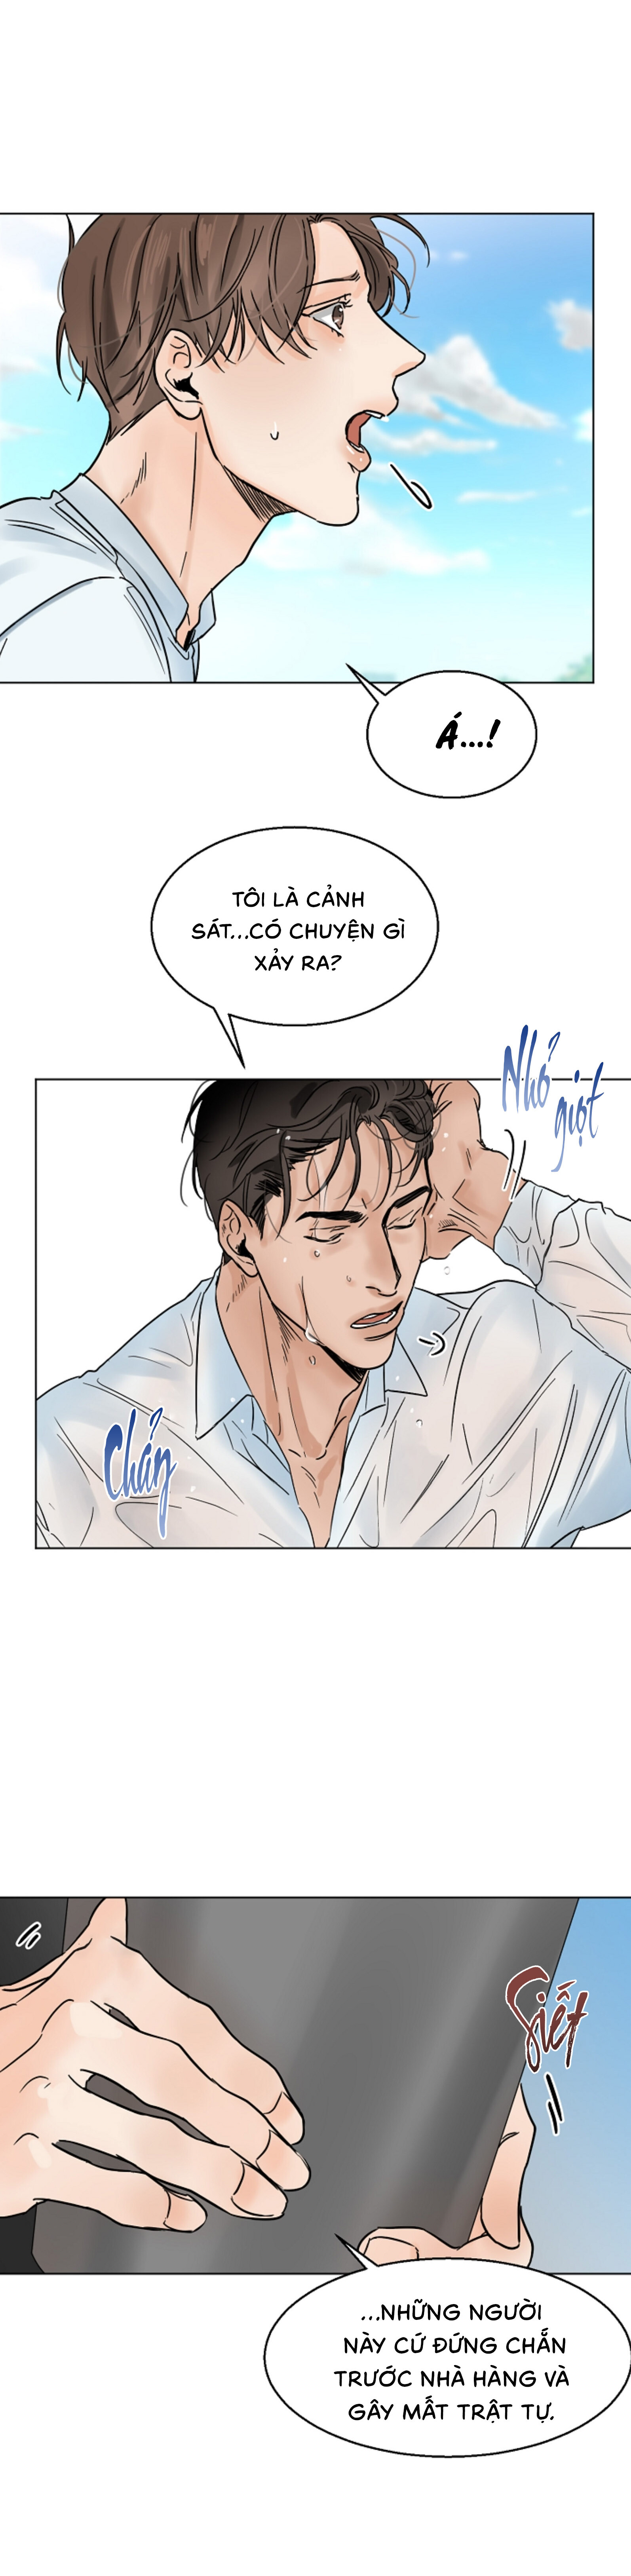 Á...!
TÔI LÀ CẢNH
SÁT...CÓ CHUYỆN GÌ
XẢY RA?
Nhỏ
giọt
Chảy
Siết
...NHỮNG NGƯỜI
NÀY CỨ ĐỨNG CHẮN
TRƯỚC NHÀ HÀNG VÀ
GÂY MẤT TRẬT TỰ.